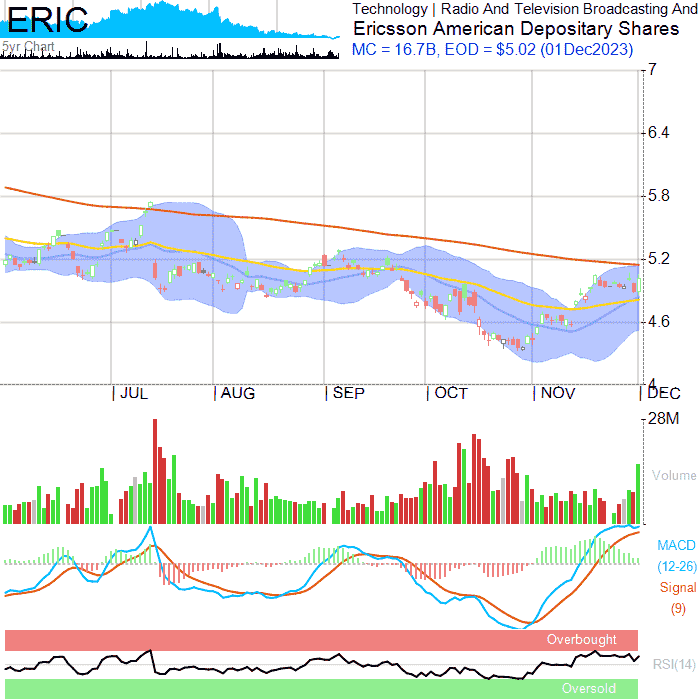 ERIC
5yr Chart
Technology | Radio And Television Broadcasting And
Ericsson American Depositary Shares
MC = 16.7B, EOD = $5.02 (01Dec2023)
7
6.4
5.8
5.2
4.6
4
| JUL | AUG | SEP | OCT | NOV | DEC
28M
Volume
MACD
(12-26)
Signal
(9)
Overbought
RSI(14)
Oversold